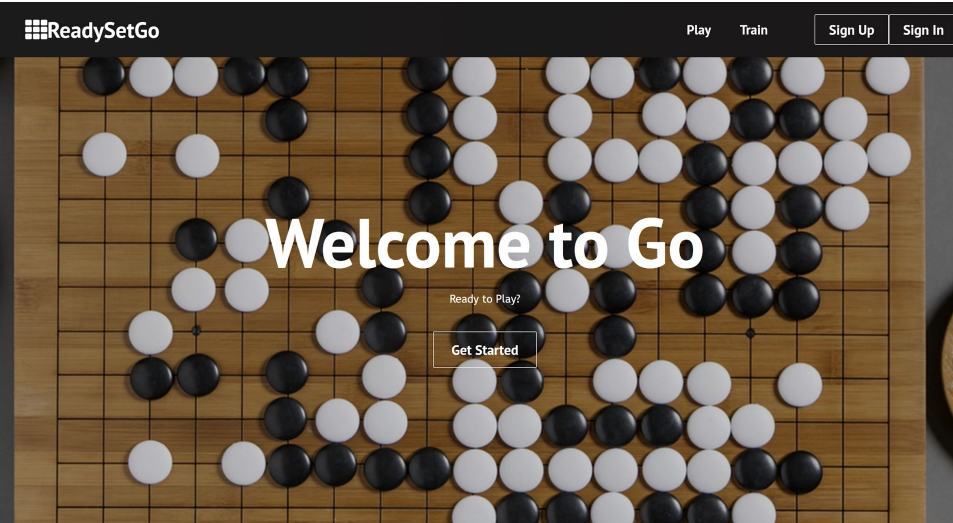 ReadySetGo
Play
Train
Sign Up
Sign In
Welcome to Go
Ready to Play?
Get Started